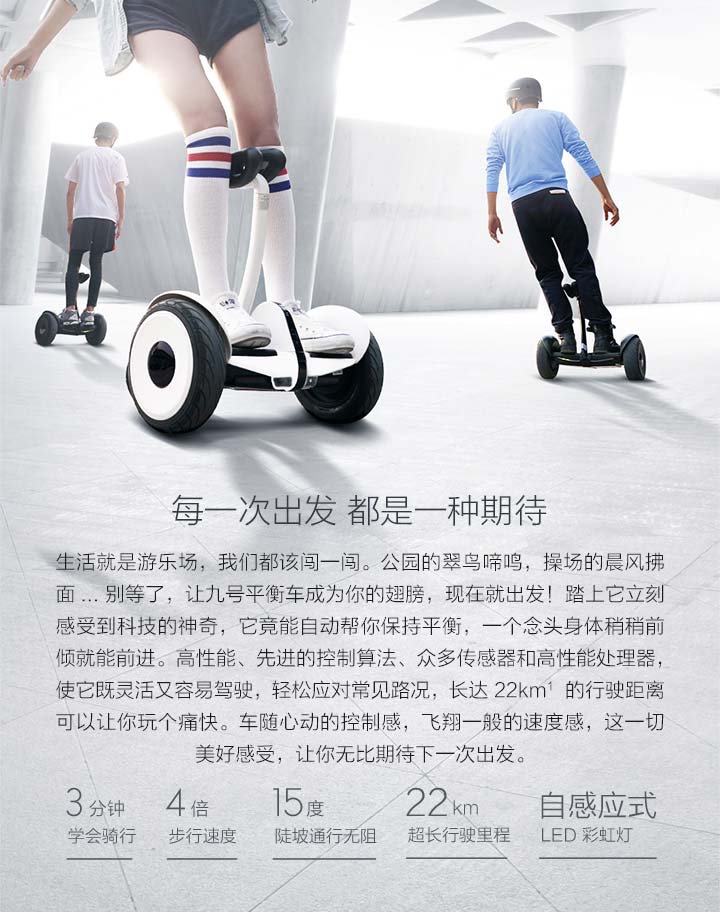 每一次出发 都是一种期待
生活就是游乐场，我们都该闯一闯。公园的翠鸟啼鸣，操场的晨风拂
面 ... 别等了，让九号平衡车成为你的翅膀，现在就出发！踏上它立刻
感受到科技的神奇，它竟能自动帮你保持平衡，一个念头身体稍稍前
倾就能前进。高性能、先进的控制算法、众多传感器和高性能处理器，
使它既灵活又容易驾驶，轻松应对常见路况，长达 22km¹ 的行驶距离
可以让你玩个痛快。车随心动的控制感，飞翔一般的速度感，这一切
美好感受，让你无比期待下一次出发。
3 分钟 4 倍 15 度 22 km 自感应式
学会骑行 步行速度 陡坡通行无阻 超长行驶里程 LED 彩虹灯